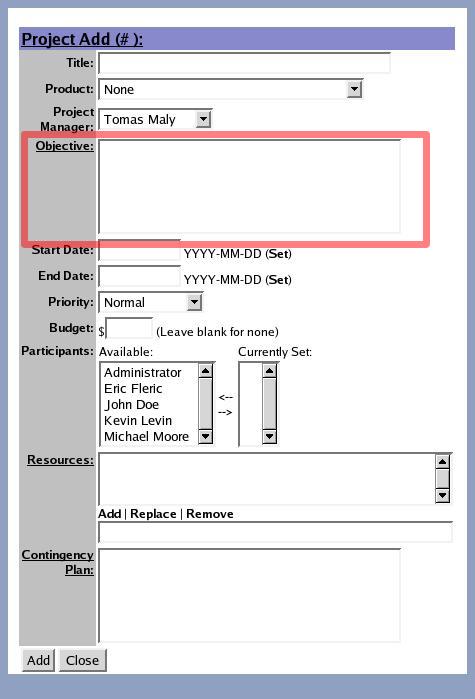 Project Add (# ):
Title:
Product: None
Project Manager: Tomas Maly
Objective:
Start Date: YYYY-MM-DD (Set)
End Date: YYYY-MM-DD (Set)
Priority: Normal
Budget: $ (Leave blank for none)
Participants: Available: Currently Set:
Administrator
Eric Fleric
John Doe
Kevin Levin
Michael Moore
<--
-->
Resources:
Add | Replace | Remove
Contingency
Plan:
Add Close